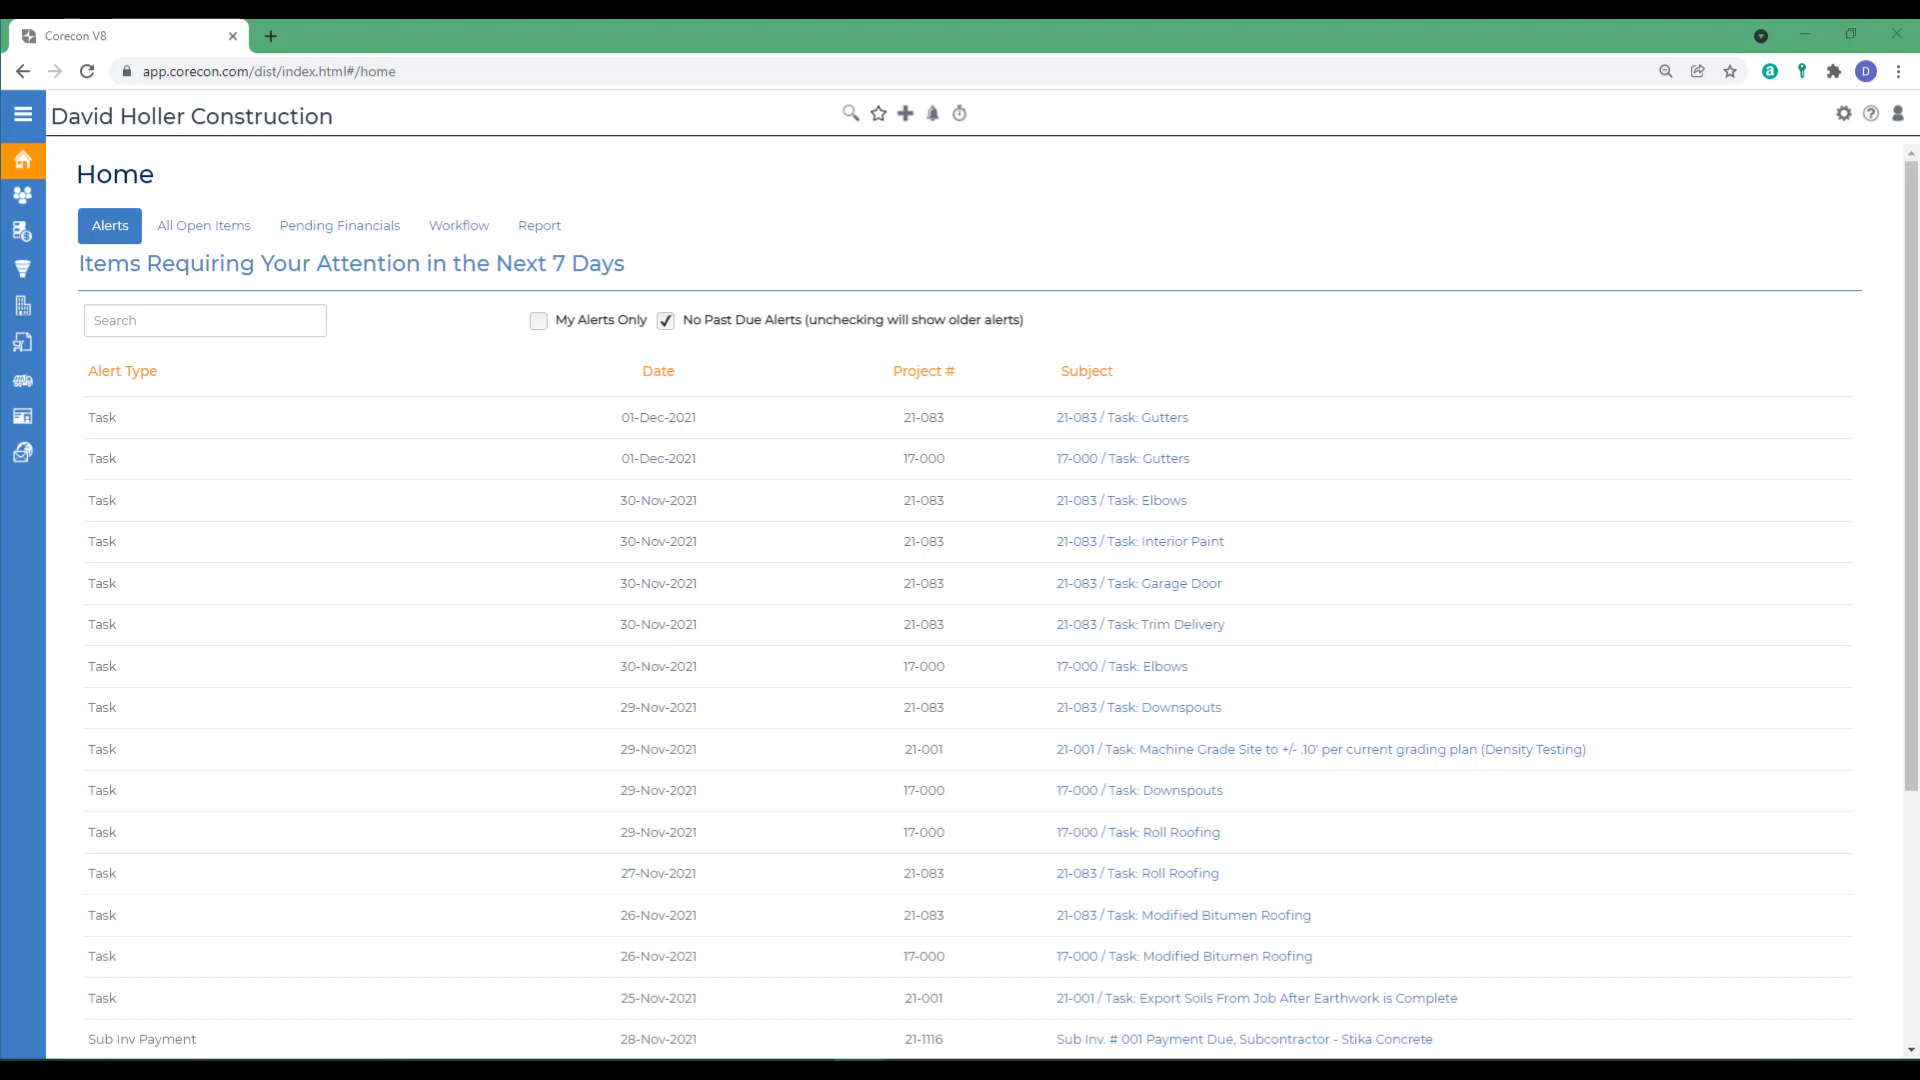 Corecon V8
app.corecon.com/dist/index.html#/home
D
David Holler Construction
Home
Alerts All Open Items Pending Financials Workflow Report
Items Requiring Your Attention in the Next 7 Days
Search My Alerts Only No Past Due Alerts (unchecking will show older alerts)
Alert Type Date Project # Subject
Task 01-Dec-2021 21-083 21-083 / Task: Gutters
Task 01-Dec-2021 17-000 17-000 / Task: Gutters
Task 30-Nov-2021 21-083 21-083 / Task: Elbows
Task 30-Nov-2021 21-083 21-083 / Task: Interior Paint
Task 30-Nov-2021 21-083 21-083 / Task: Garage Door
Task 30-Nov-2021 21-083 21-083 / Task: Trim Delivery
Task 30-Nov-2021 17-000 17-000 / Task: Elbows
Task 29-Nov-2021 21-083 21-083 / Task: Downspouts
Task 29-Nov-2021 21-001 21-001 / Task: Machine Grade Site to +/- .10' per current grading plan (Density Testing)
Task 29-Nov-2021 17-000 17-000 / Task: Downspouts
Task 29-Nov-2021 17-000 17-000 / Task: Roll Roofing
Task 27-Nov-2021 21-083 21-083 / Task: Roll Roofing
Task 26-Nov-2021 21-083 21-083 / Task: Modified Bitumen Roofing
Task 26-Nov-2021 17-000 17-000 / Task: Modified Bitumen Roofing
Task 25-Nov-2021 21-001 21-001 / Task: Export Soils From Job After Earthwork is Complete
Sub Inv Payment 28-Nov-2021 21-1116 Sub Inv. # 001 Payment Due, Subcontractor - Stika Concrete